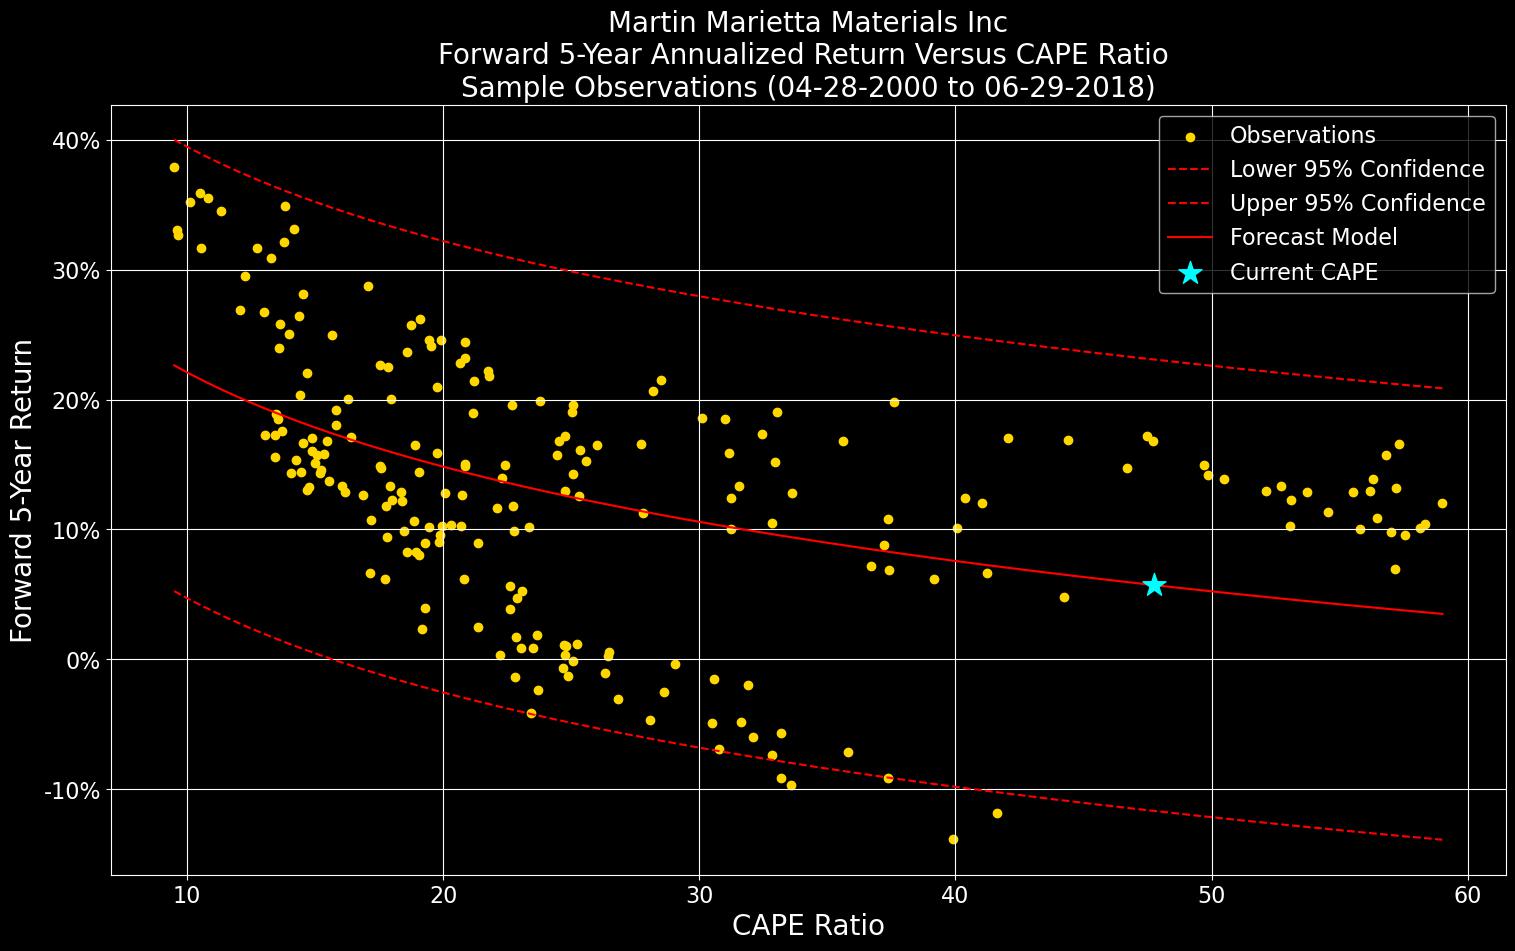 Martin Marietta Materials Inc
Forward 5-Year Annualized Return Versus CAPE Ratio
Sample Observations (04-28-2000 to 06-29-2018)
Observations
Lower 95% Confidence
Upper 95% Confidence
Forecast Model
Current CAPE
Forward 5-Year Return
40%
30%
20%
10%
0%
-10%
10 20 30 40 50 60
CAPE Ratio